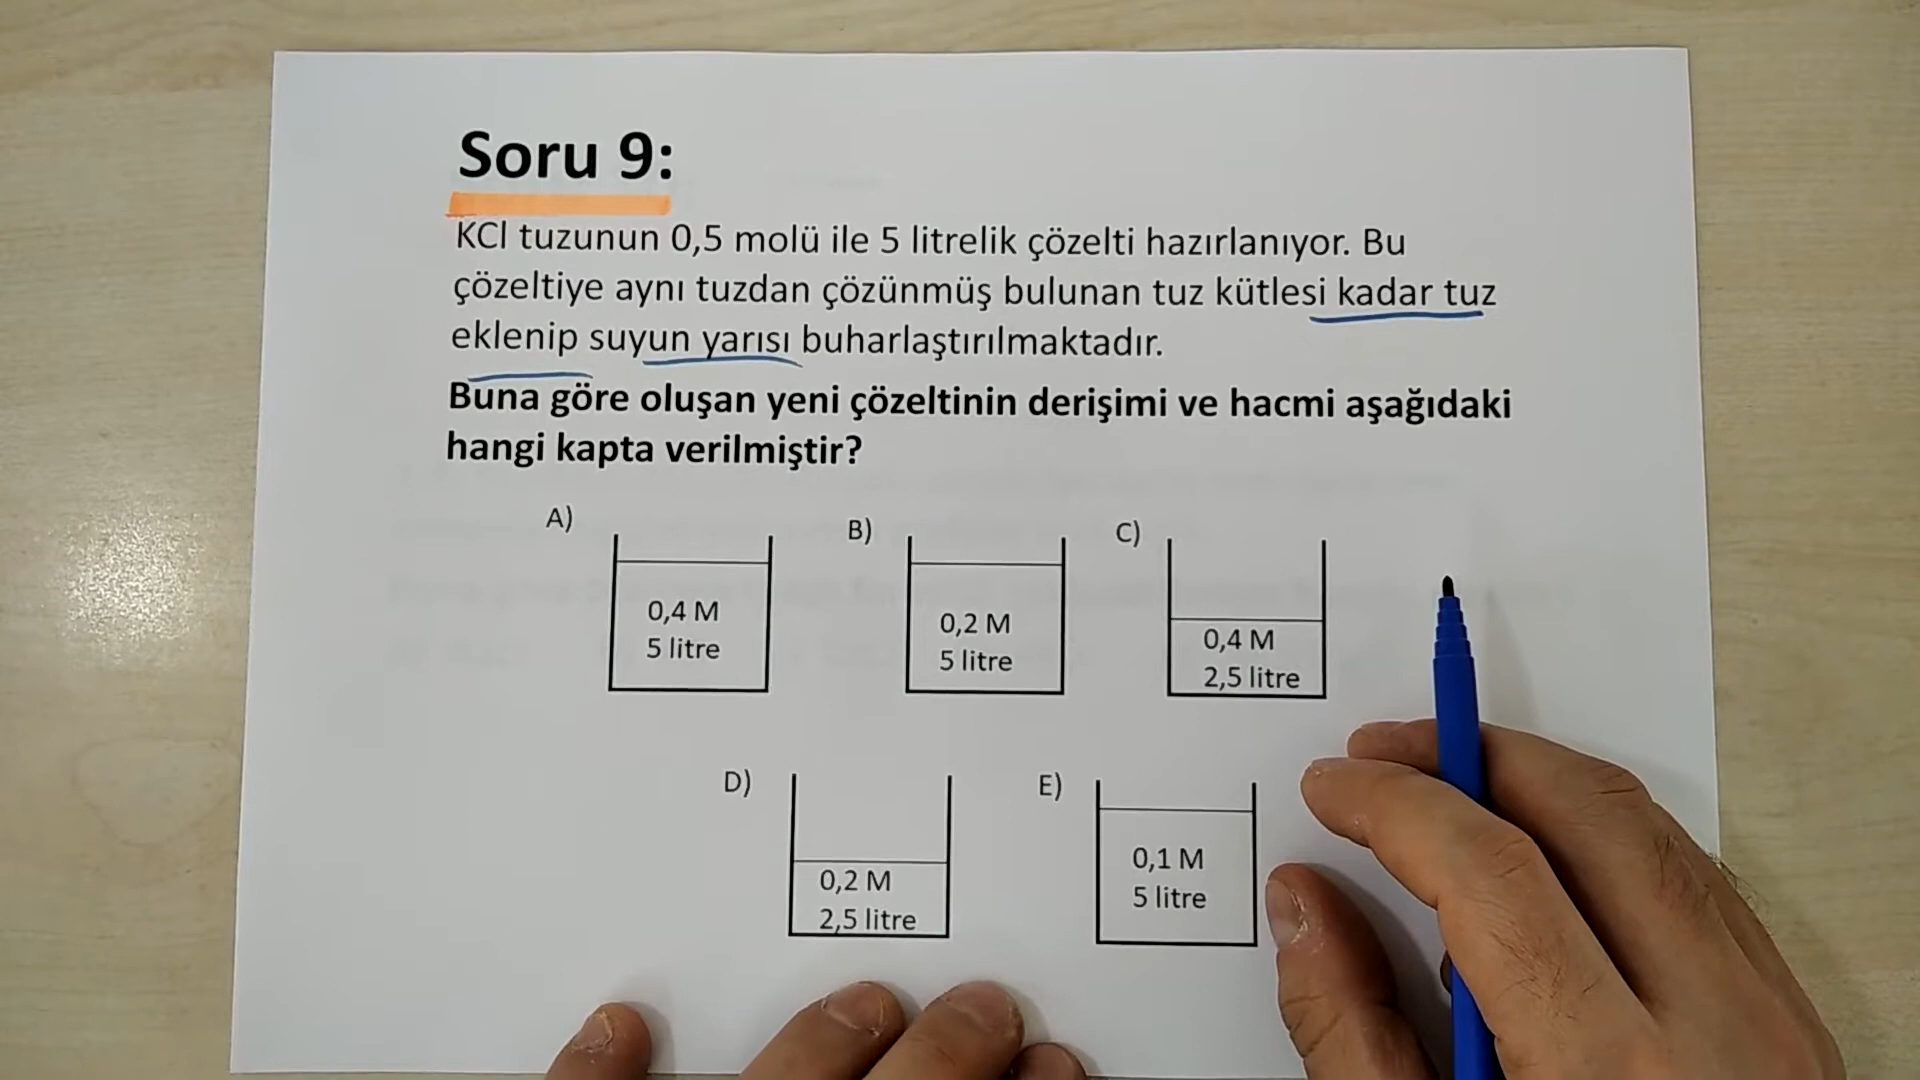 Soru 9:
KCl tuzunun 0,5 molü ile 5 litrelik çözelti hazırlanıyor. Bu
çözeltiye aynı tuzdan çözünmüş bulunan tuz kütlesi kadar tuz
eklenip suyun yarısı buharlaştırılmaktadır.
Buna göre oluşan yeni çözeltinin derişimi ve hacmi aşağıdaki
hangi kapta verilmiştir?
A)
0,4 M
5 litre
B)
0,2 M
5 litre
C)
0,4 M
2,5 litre
D)
0,2 M
2,5 litre
E)
0,1 M
5 litre